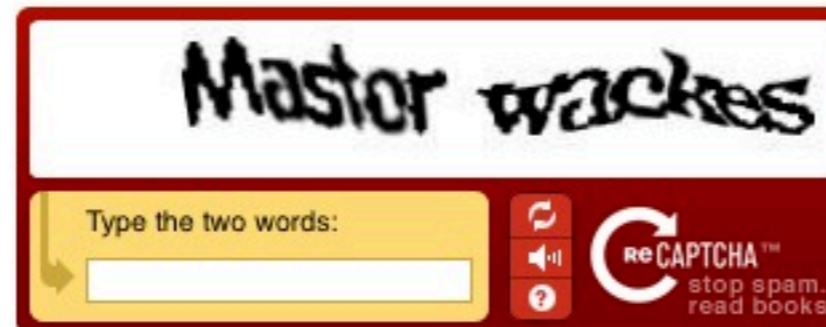 Mastor wackes
Type the two words:
ReCAPTCHA™
stop spam.
read books